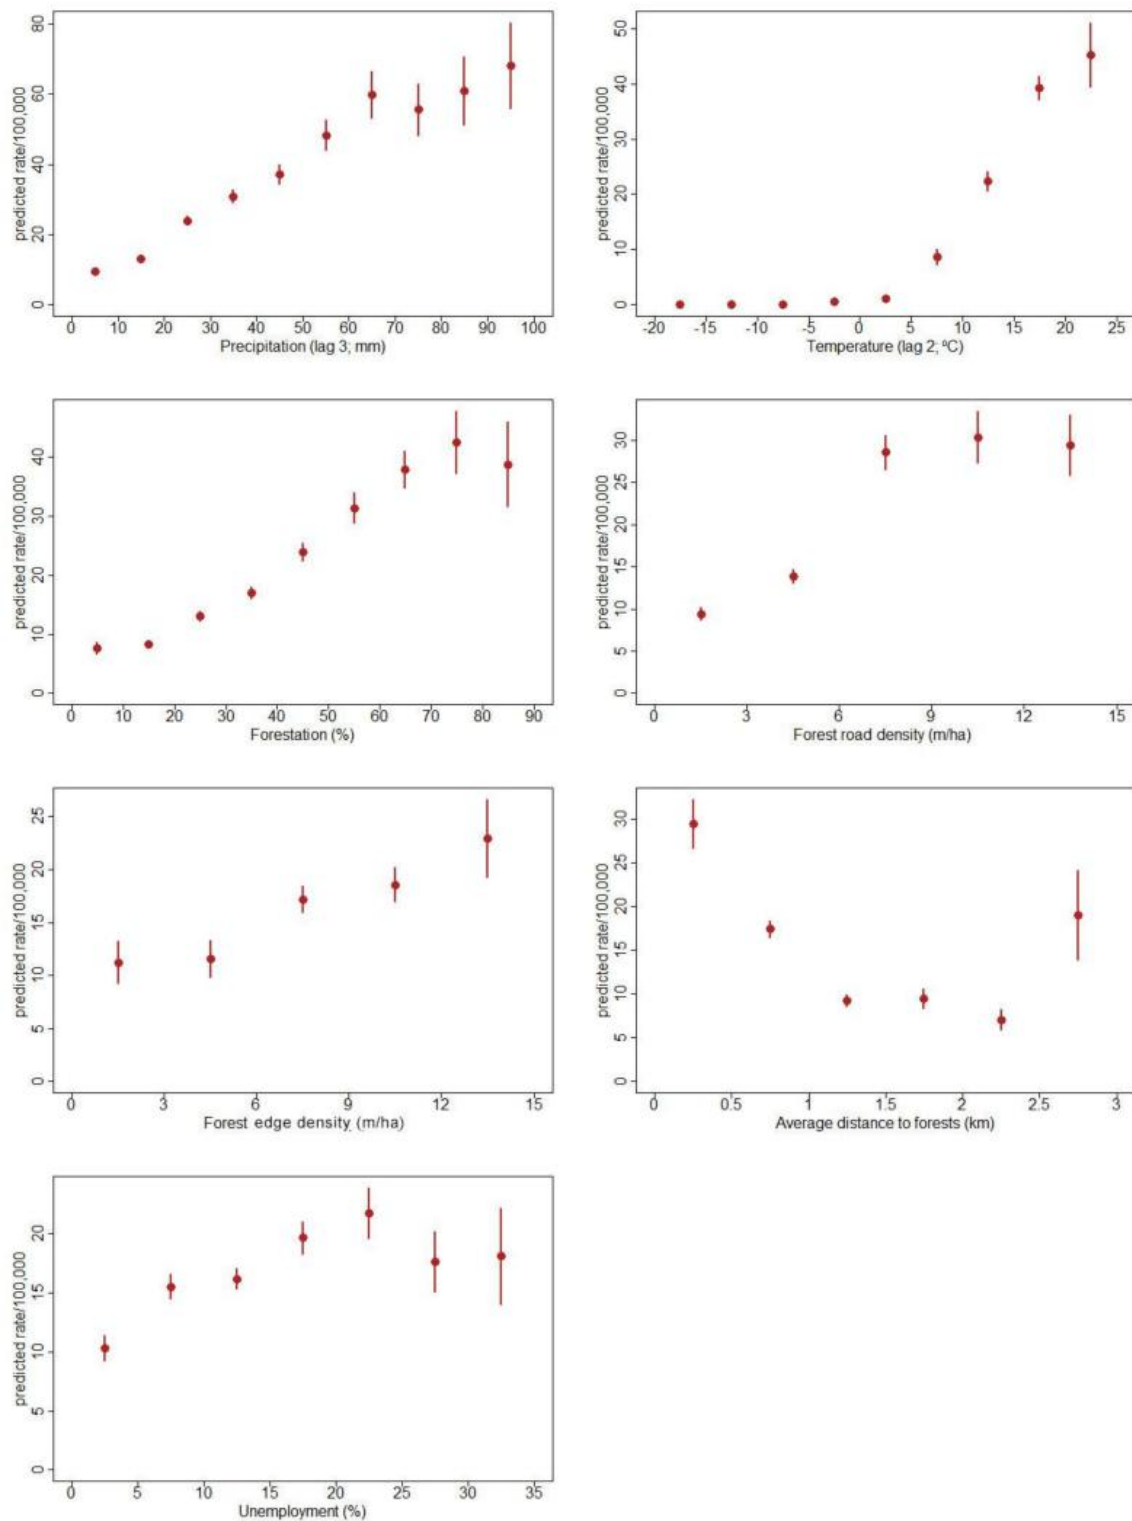 predicted rate/100,000
80
60
40
20
0
0 10 20 30 40 50 60 70 80 90 100
Precipitation (lag 3; mm)
predicted rate/100,000
50
40
30
20
10
0
-20 -15 -10 -5 0 5 10 15 20 25
Temperature (lag 2; ºC)
predicted rate/100,000
40
30
20
10
0
0 10 20 30 40 50 60 70 80 90
Forestation (%)
predicted rate/100,000
30
25
20
15
10
5
0
0 3 6 9 12 15
Forest road density (m/ha)
predicted rate/100,000
25
20
15
10
5
0
0 3 6 9 12 15
Forest edge density (m/ha)
predicted rate/100,000
30
25
20
15
10
5
0
0 0.5 1 1.5 2 2.5 3
Average distance to forests (km)
predicted rate/100,000
20
15
10
5
0
0 5 10 15 20 25 30 35
Unemployment (%)